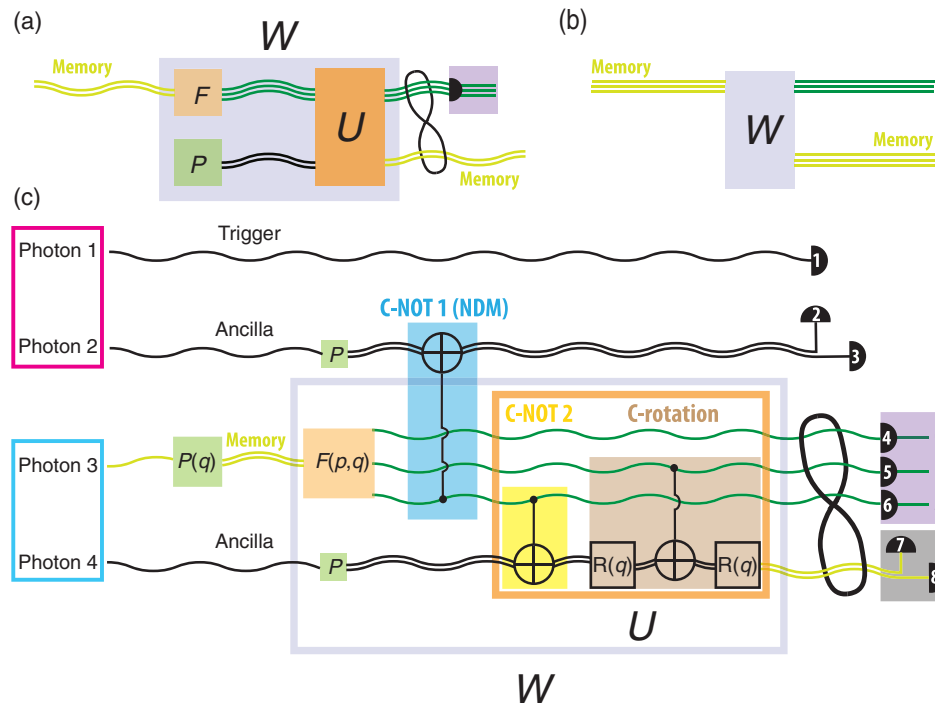 (a)
W
Memory
F
U
P
Memory
(b)
Memory
W
Memory
(c)
Photon 1
Trigger
1
C-NOT 1 (NDM)
2
Photon 2
Ancilla
P
3
C-NOT 2
C-rotation
Photon 3
P(q)
Memory
F(p,q)
4
5
6
Photon 4
Ancilla
P
R(q)
R(q)
7
8
U
W